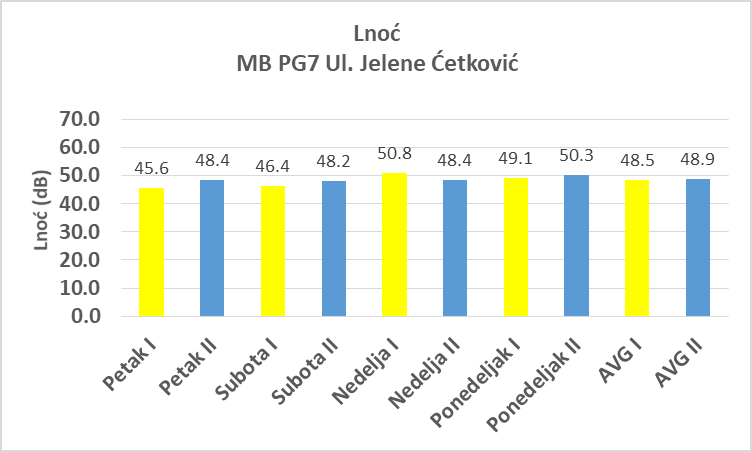 Lnoć
MB PG7 Ul. Jelene Ćetković
Lnoć (dB)
70.0
60.0
50.0
40.0
30.0
20.0
10.0
0.0
45.6
48.4
46.4
48.2
50.8
48.4
49.1
50.3
48.5
48.9
Petak I
Petak II
Subota I
Subota II
Nedelja I
Nedelja II
Ponedeljak I
Ponedeljak II
AVG I
AVG II